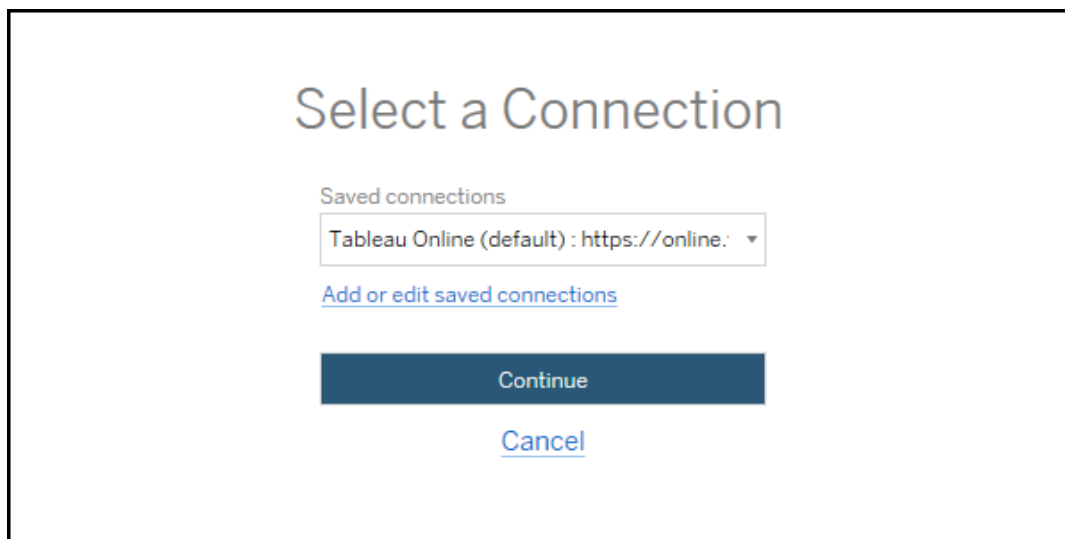 Select a Connection
Saved connections
Tableau Online (default) : https://online.
Add or edit saved connections
Continue
Cancel